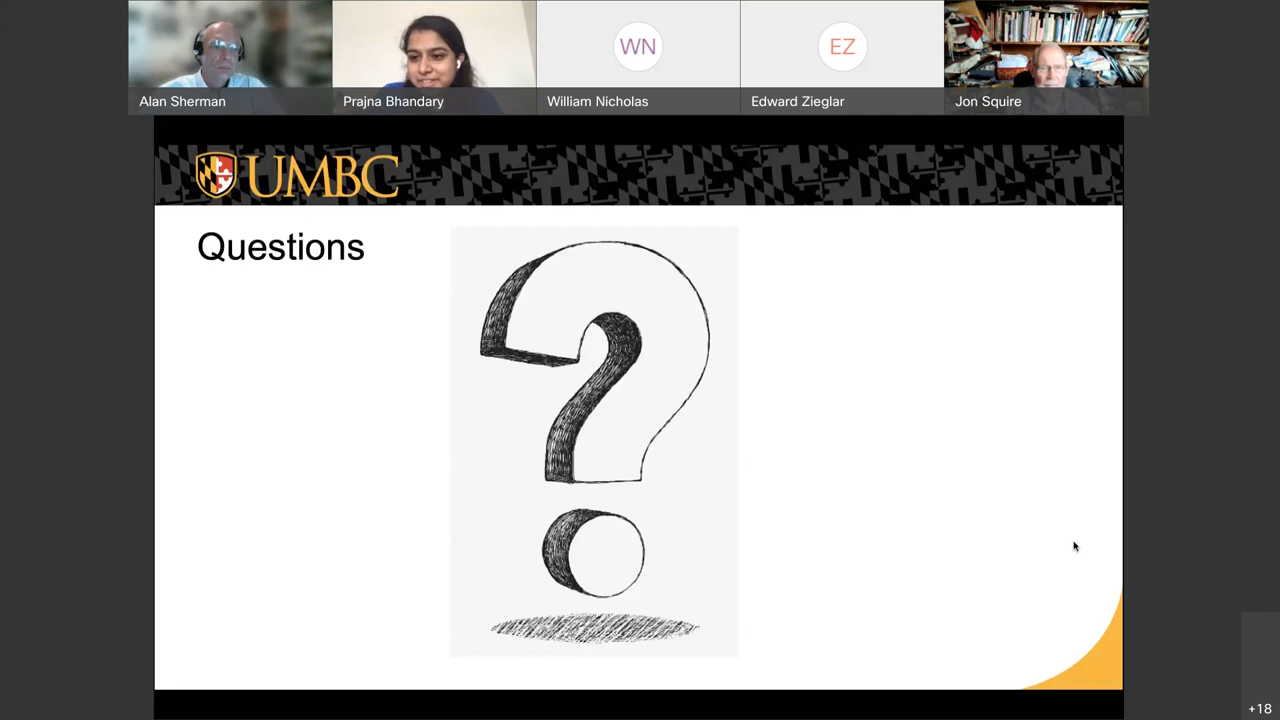 WN
EZ
Alan Sherman
Prajna Bhandary
William Nicholas
Edward Zieglar
Jon Squire
UMBC
Questions
?
+18